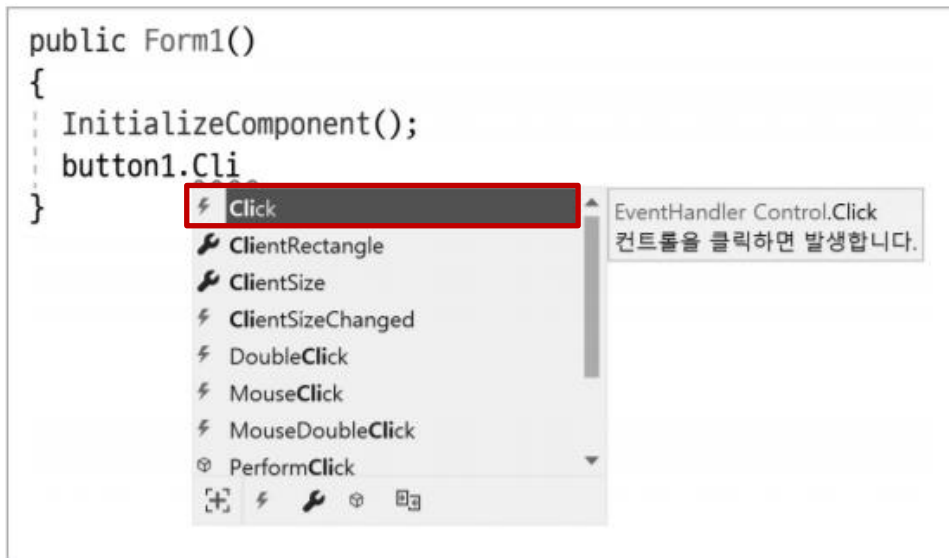 public Form1()
{
InitializeComponent();
button1.Cli
}
Click
ClientRectangle
ClientSize
ClientSizeChanged
DoubleClick
MouseClick
MouseDoubleClick
PerformClick
EventHandler Control.Click
컨트롤을 클릭하면 발생합니다.